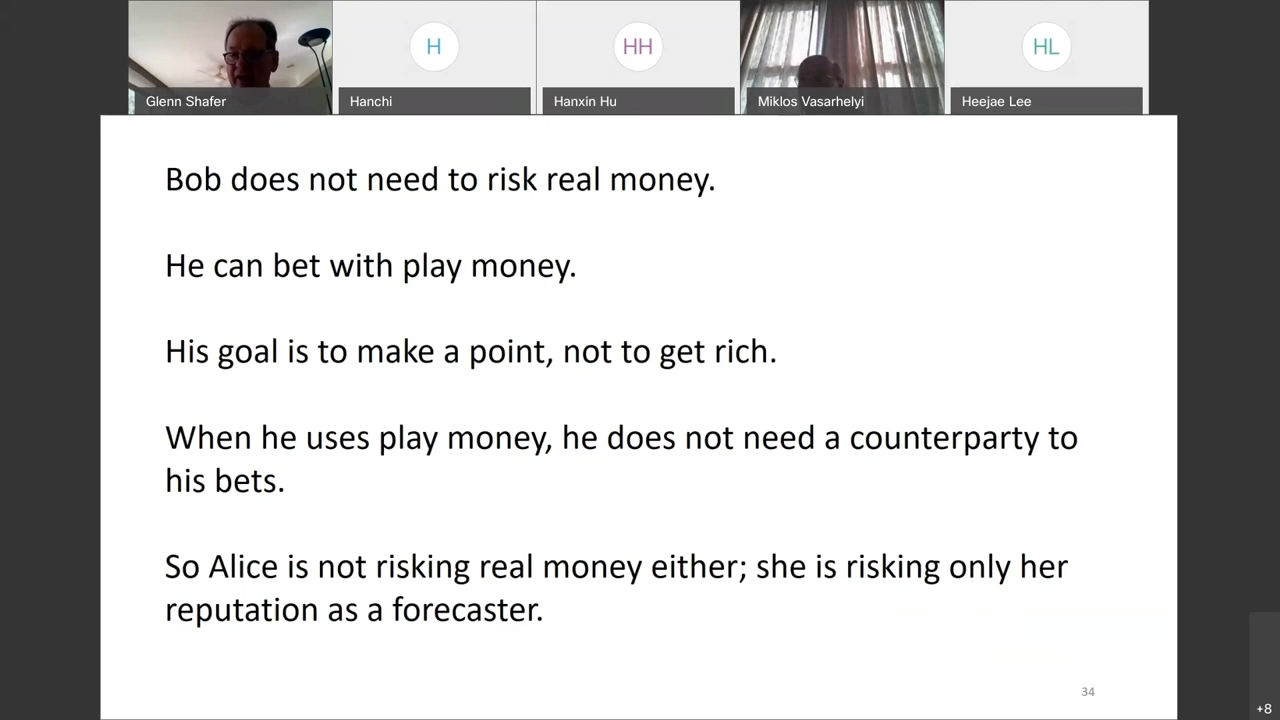 H
HH
HL
Glenn Shafer
Hanchi
Hanxin Hu
Miklos Vasarhelyi
Heejae Lee
Bob does not need to risk real money.
He can bet with play money.
His goal is to make a point, not to get rich.
When he uses play money, he does not need a counterparty to
his bets.
So Alice is not risking real money either; she is risking only her
reputation as a forecaster.
34
+8